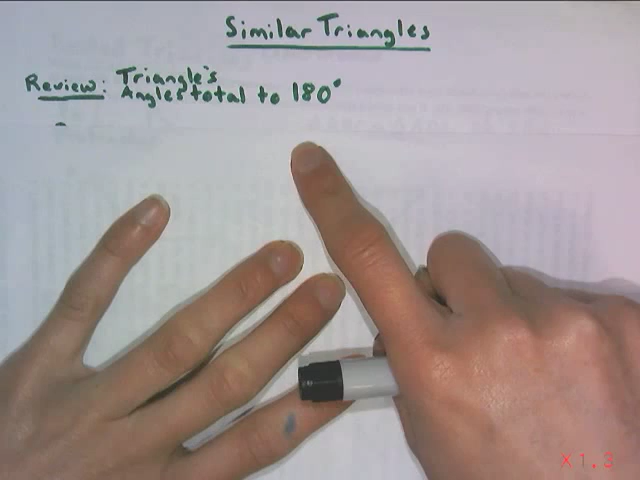 Similar Triangles
Review: Triangle's
Angles total to 180°
X1.3